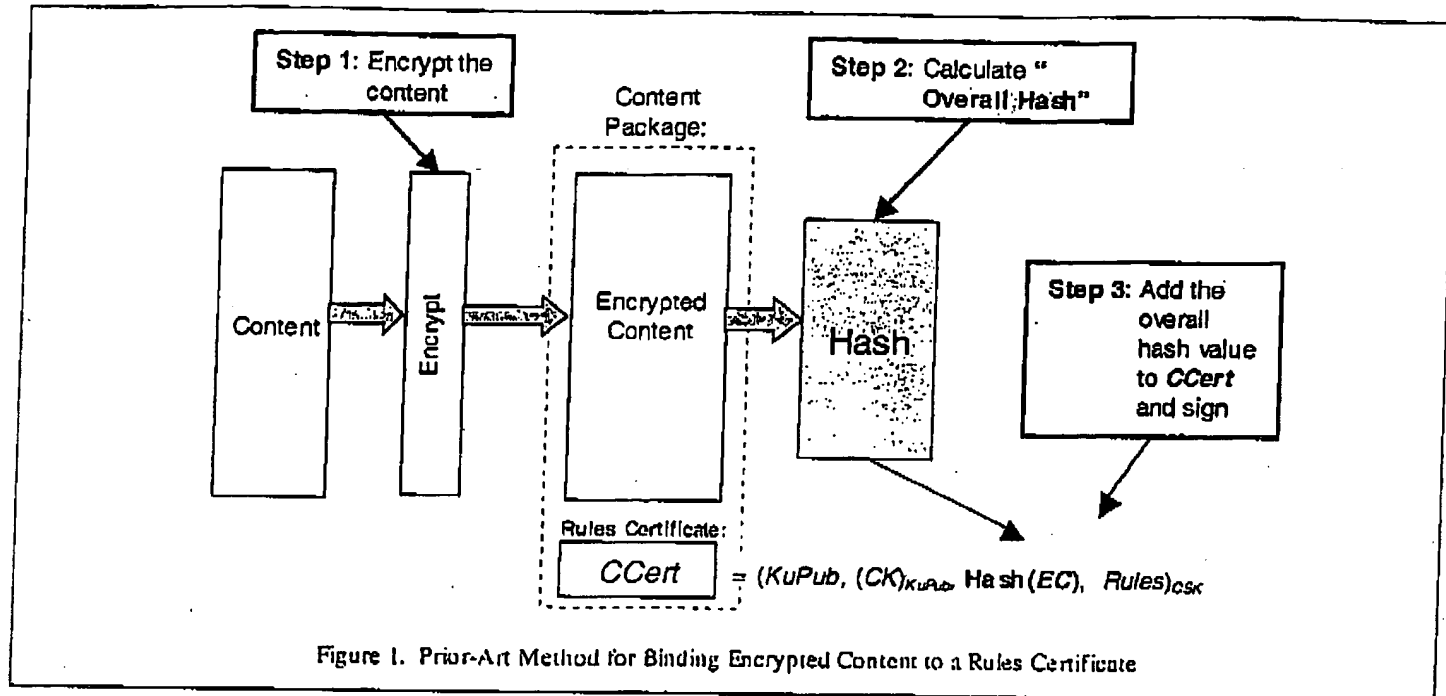 Step 1: Encrypt the
content
Content
Package:
Step 2: Calculate "
Overall Hash"
Content
Encrypt
Encrypted
Content
Hash
Step 3: Add the
overall
hash value
to CCert
and sign
Rules Certificate:
CCert = (KuPub, (CK)KuPub, Hash(EC), Rules)CSK
Figure 1. Prior-Art Method for Binding Encrypted Content to a Rules Certificate